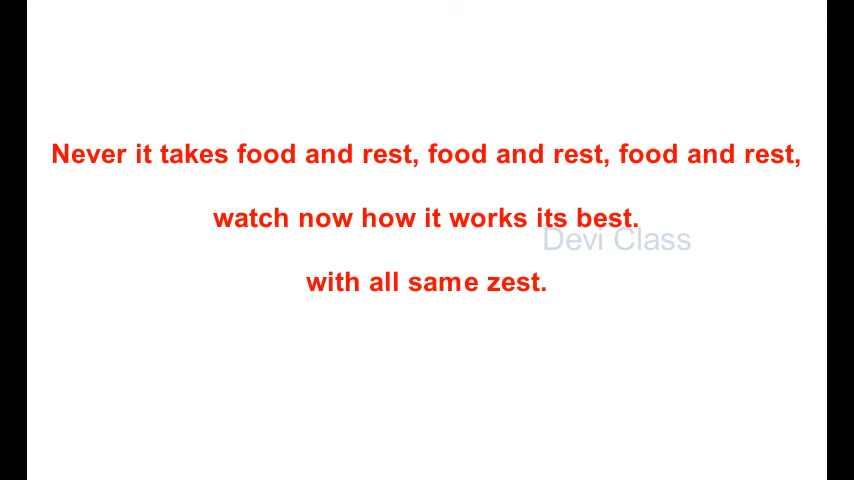 Never it takes food and rest, food and rest, food and rest,
watch now how it works its best.
Devi Class
with all same zest.